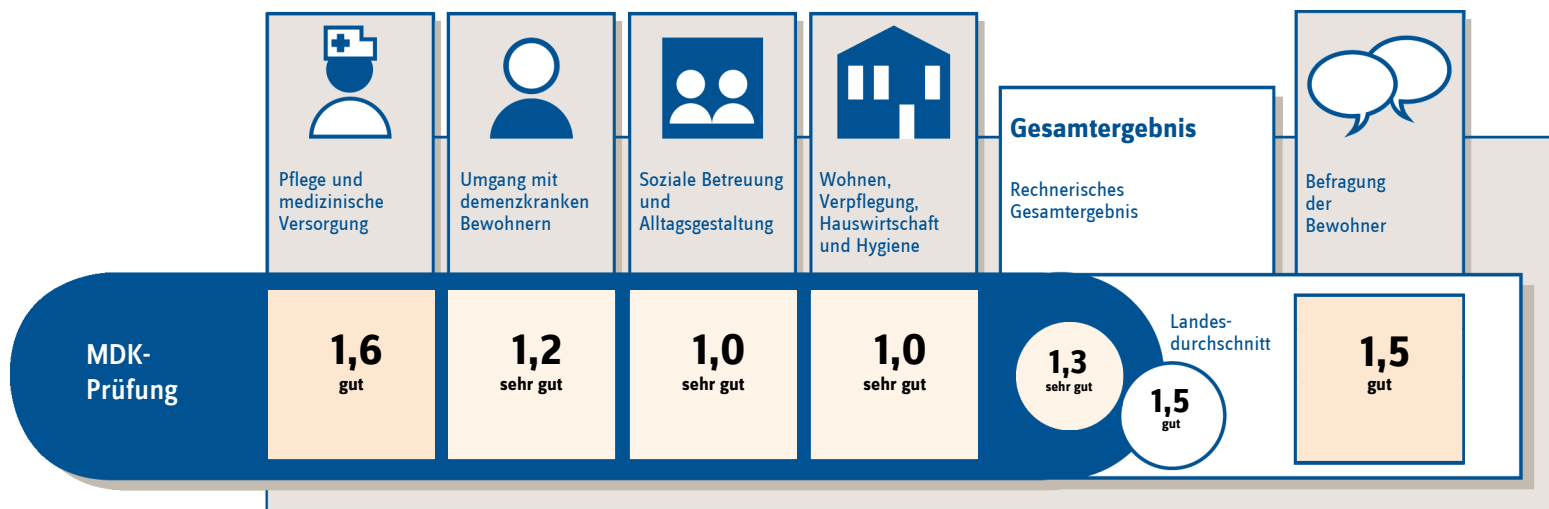 Pflege und
medizinische
Versorgung
Umgang mit
demenzkranken
Bewohnern
Soziale Betreuung
und
Alltagsgestaltung
Wohnen,
Verpflegung,
Hauswirtschaft
und Hygiene
Gesamtergebnis
Rechnerisches
Gesamtergebnis
Befragung
der
Bewohner
MDK-
Prüfung
1,6
gut
1,2
sehr gut
1,0
sehr gut
1,0
sehr gut
1,3
sehr gut
Landes-
durchschnitt
1,5
gut
1,5
gut